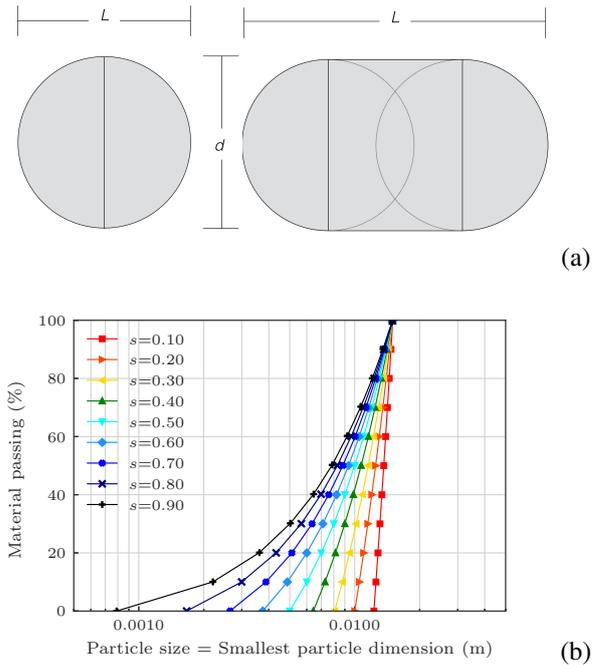 L
L
d
(a)
100
80
60
40
20
0
Material passing (%)
s=0.10
s=0.20
s=0.30
s=0.40
s=0.50
s=0.60
s=0.70
s=0.80
s=0.90
0.0010
0.0100
Particle size = Smallest particle dimension (m)
(b)